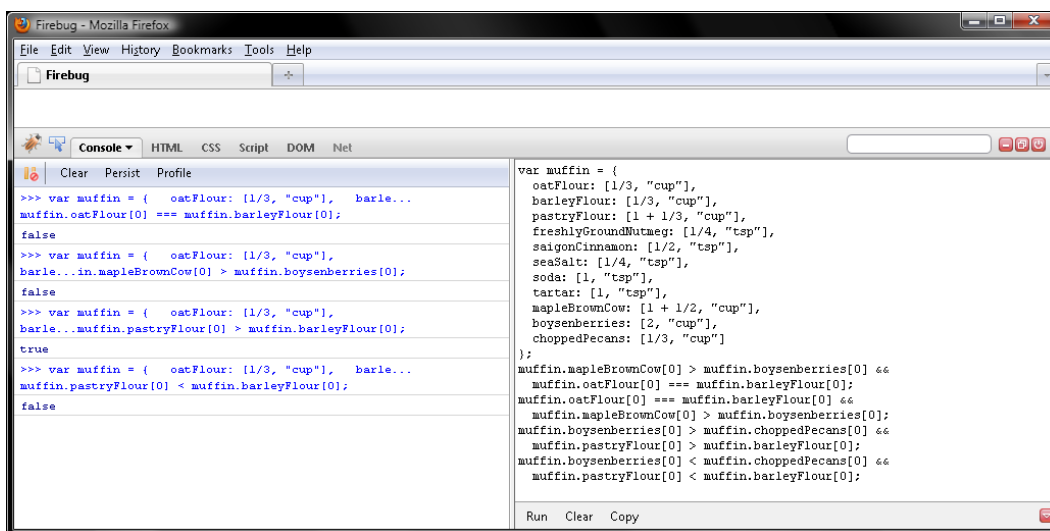 Firebug - Mozilla Firefox
File Edit View History Bookmarks Tools Help
Firebug
Console HTML CSS Script DOM Net
Clear Persist Profile
>>> var muffin = {   oatFlour: [1/3, "cup"],   barle...
muffin.oatFlour[0] === muffin.barleyFlour[0];
false
>>> var muffin = {   oatFlour: [1/3, "cup"],
barle...in.mapleBrownCow[0] > muffin.boysenberries[0];
false
>>> var muffin = {   oatFlour: [1/3, "cup"],
barle...muffin.pastryFlour[0] > muffin.barleyFlour[0];
true
>>> var muffin = {   oatFlour: [1/3, "cup"],   barle...
muffin.pastryFlour[0] < muffin.barleyFlour[0];
false
var muffin = {
  oatFlour: [1/3, "cup"],
  barleyFlour: [1/3, "cup"],
  pastryFlour: [1 + 1/3, "cup"],
  freshlyGroundNutmeg: [1/4, "tsp"],
  saigonCinnamon: [1/2, "tsp"],
  seaSalt: [1/4, "tsp"],
  soda: [1, "tsp"],
  tartar: [1, "tsp"],
  mapleBrownCow: [1 + 1/2, "cup"],
  boysenberries: [2, "cup"],
  choppedPecans: [1/3, "cup"]
};
muffin.mapleBrownCow[0] > muffin.boysenberries[0] &&
  muffin.oatFlour[0] === muffin.barleyFlour[0];
muffin.oatFlour[0] === muffin.barleyFlour[0] &&
  muffin.mapleBrownCow[0] > muffin.boysenberries[0];
muffin.boysenberries[0] > muffin.choppedPecans[0] &&
  muffin.pastryFlour[0] > muffin.barleyFlour[0];
muffin.boysenberries[0] < muffin.choppedPecans[0] &&
  muffin.pastryFlour[0] < muffin.barleyFlour[0];
Run Clear Copy